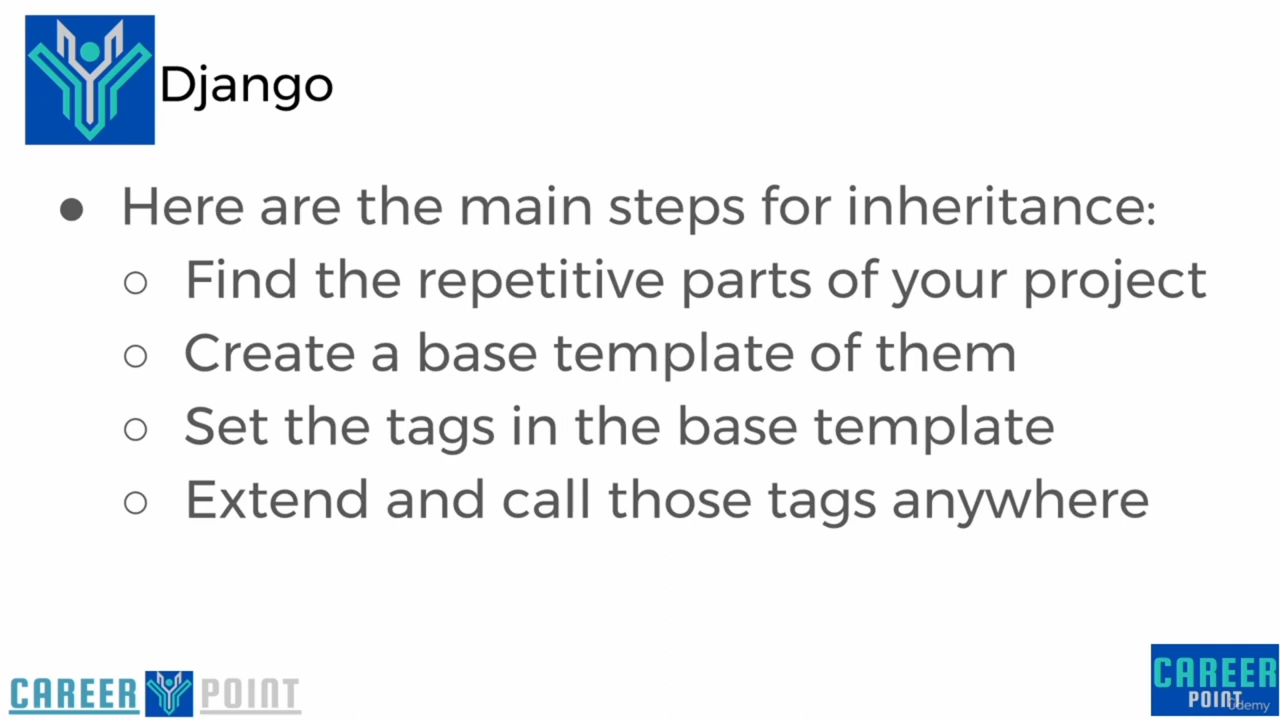 Django
● Here are the main steps for inheritance:
○ Find the repetitive parts of your project
○ Create a base template of them
○ Set the tags in the base template
○ Extend and call those tags anywhere
CAREER POINT
CAREER
POINT
ûdemy